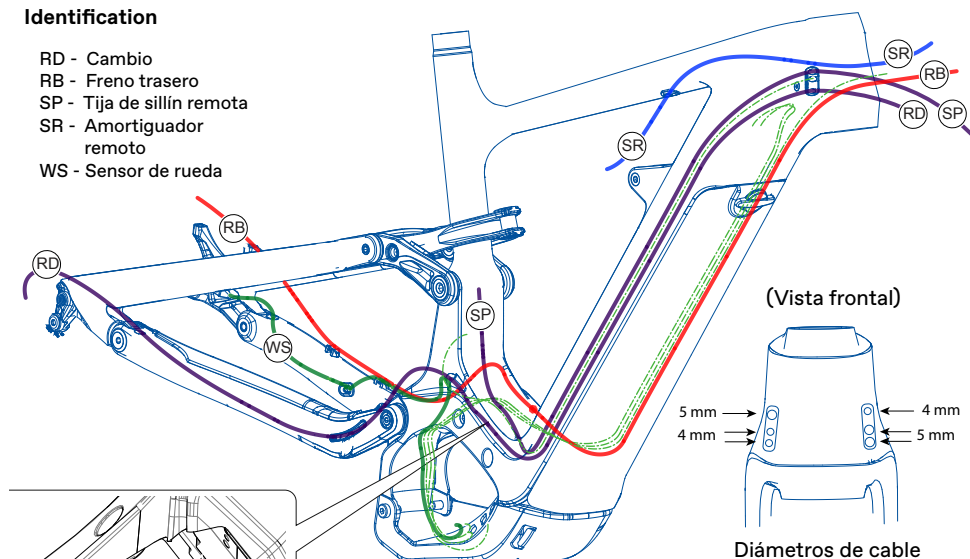 Identification
RD - Cambio
RB - Freno trasero
SP - Tija de sillín remota
SR - Amortiguador
remoto
WS - Sensor de rueda
SR
RB
SP
RD
SR
RB
RD
SP
WS
(Vista frontal)
5 mm
4 mm
4 mm
5 mm
Diámetros de cable